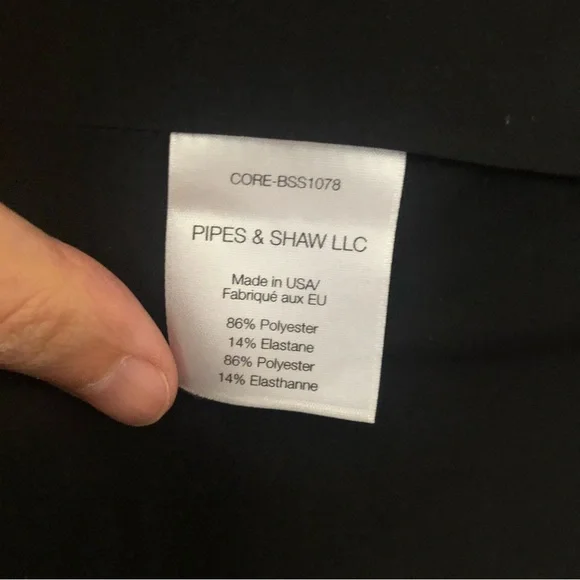 CORE-BSS1078
PIPES & SHAW LLC
Made in USA/
Fabriqué aux EU
86% Polyester
14% Elastane
86% Polyester
14% Elasthanne